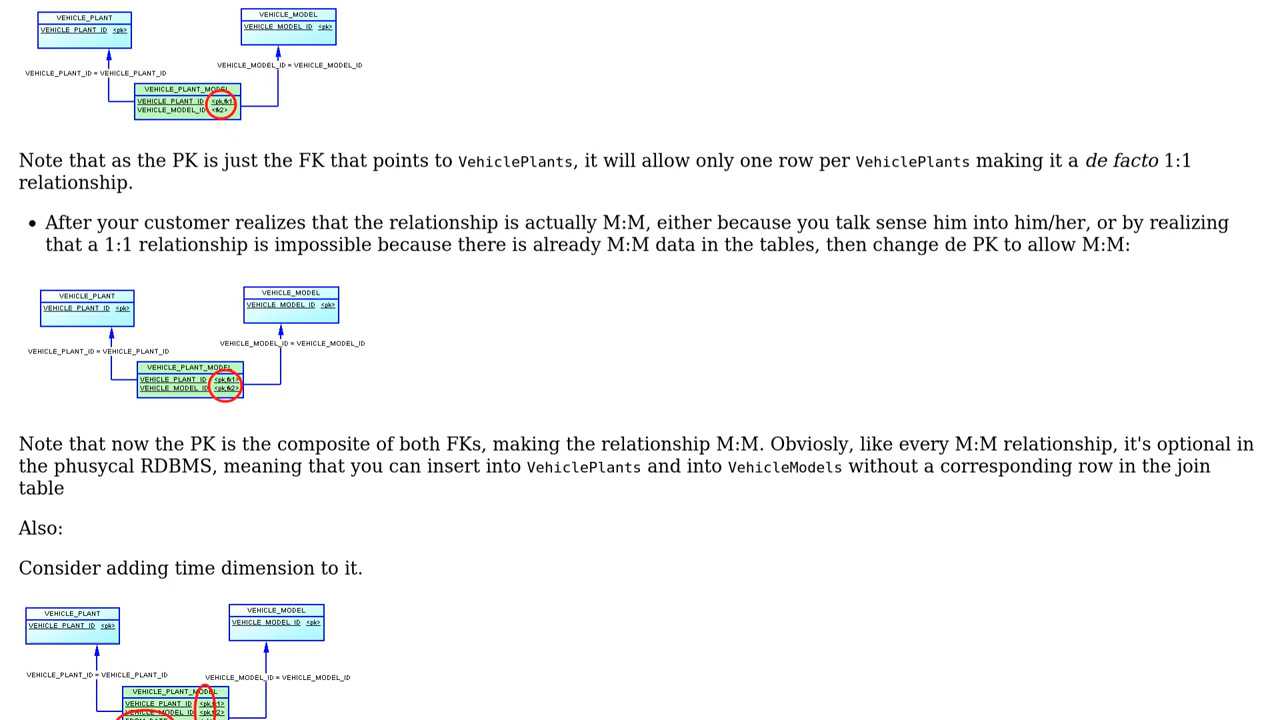 VEHICLE_PLANT
VEHICLE_PLANT_ID <pk>
VEHICLE_MODEL
VEHICLE_MODEL_ID <pk>
VEHICLE_PLANT_ID = VEHICLE_PLANT_ID
VEHICLE_MODEL_ID = VEHICLE_MODEL_ID
VEHICLE_PLANT_MODEL
VEHICLE_PLANT_ID <pk,fk1>
VEHICLE_MODEL_ID <fk2>
Note that as the PK is just the FK that points to VehiclePlants, it will allow only one row per VehiclePlants making it a de facto 1:1
relationship.
• After your customer realizes that the relationship is actually M:M, either because you talk sense him into him/her, or by realizing
that a 1:1 relationship is impossible because there is already M:M data in the tables, then change de PK to allow M:M:
VEHICLE_PLANT
VEHICLE_PLANT_ID <pk>
VEHICLE_MODEL
VEHICLE_MODEL_ID <pk>
VEHICLE_PLANT_ID = VEHICLE_PLANT_ID
VEHICLE_MODEL_ID = VEHICLE_MODEL_ID
VEHICLE_PLANT_MODEL
VEHICLE_PLANT_ID <pk,fk1>
VEHICLE_MODEL_ID <pk,fk2>
Note that now the PK is the composite of both FKs, making the relationship M:M. Obviosly, like every M:M relationship, it's optional in
the phusycal RDBMS, meaning that you can insert into VehiclePlants and into VehicleModels without a corresponding row in the join
table
Also:
Consider adding time dimension to it.
VEHICLE_PLANT
VEHICLE_PLANT_ID <pk>
VEHICLE_MODEL
VEHICLE_MODEL_ID <pk>
VEHICLE_PLANT_ID = VEHICLE_PLANT_ID
VEHICLE_MODEL_ID = VEHICLE_MODEL_ID
VEHICLE_PLANT_MODEL
VEHICLE_PLANT_ID <pk,fk1>
VEHICLE_MODEL_ID <pk,fk2>